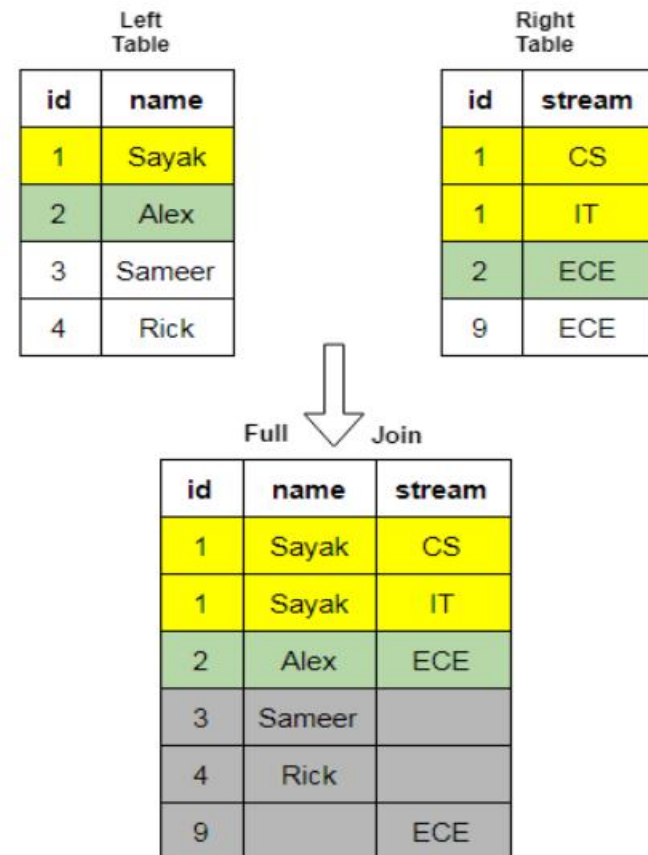 Left
Table
Right
Table
id name
1 Sayak
2 Alex
3 Sameer
4 Rick
id stream
1 CS
1 IT
2 ECE
9 ECE
Full Join
id name stream
1 Sayak CS
1 Sayak IT
2 Alex ECE
3 Sameer
4 Rick
9 ECE